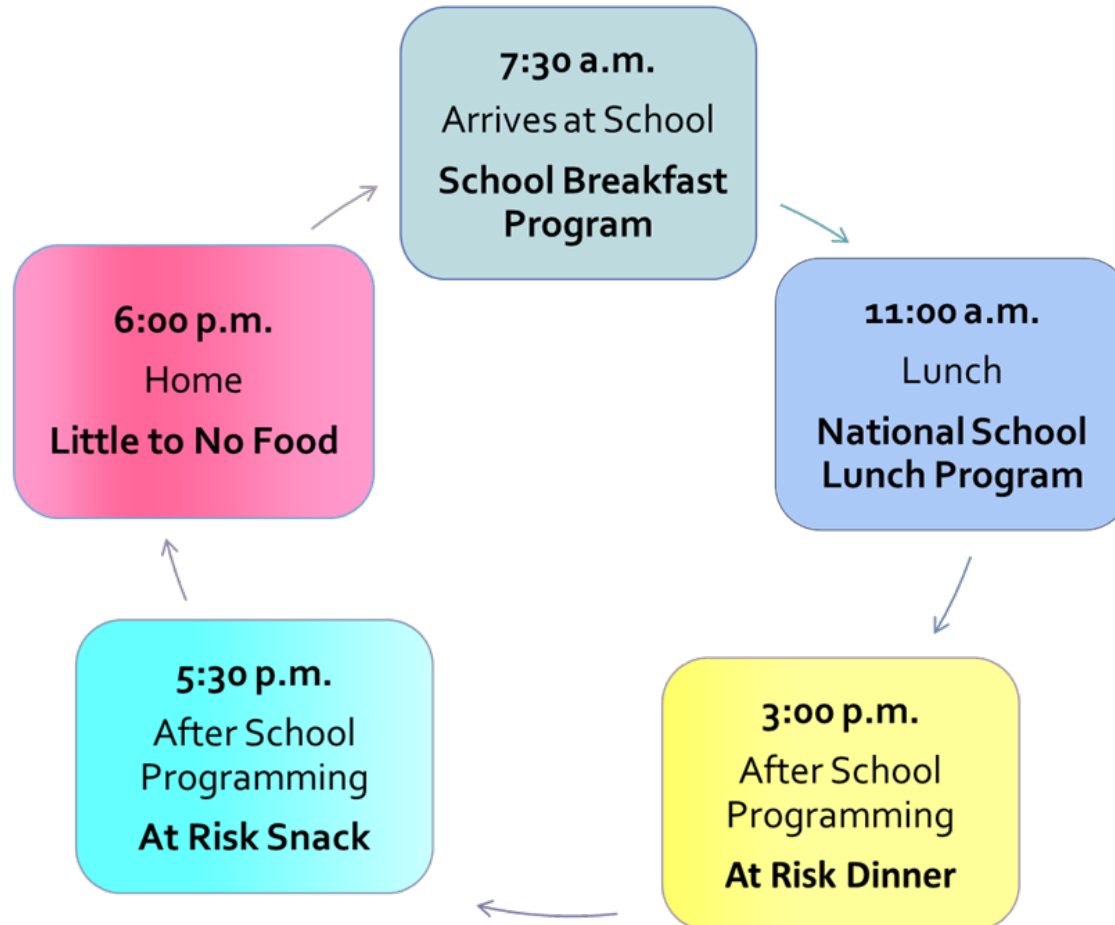 7:30 a.m.
Arrives at School
School Breakfast
Program
11:00 a.m.
Lunch
National School
Lunch Program
3:00 p.m.
After School
Programming
At Risk Dinner
5:30 p.m.
After School
Programming
At Risk Snack
6:00 p.m.
Home
Little to No Food